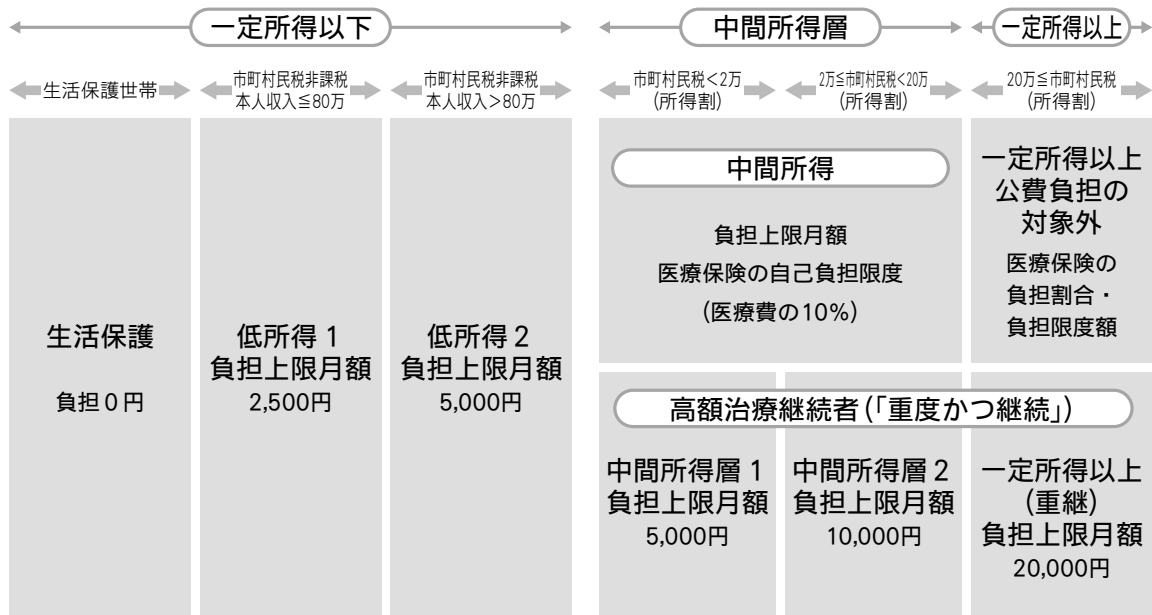 一定所得以下
中間所得層
一定所得以上
生活保護世帯
市町村民税非課税
本人収入≦80万
市町村民税非課税
本人収入＞80万
市町村民税＜2万
(所得割)
2万≦市町村民税＜20万
(所得割)
20万≦市町村民税
(所得割)
生活保護
負担０円
低所得１
負担上限月額
2,500円
低所得２
負担上限月額
5,000円
中間所得
負担上限月額
医療保険の自己負担限度
(医療費の10%)
一定所得以上
公費負担の
対象外
医療保険の
負担割合・
負担限度額
高額治療継続者(「重度かつ継続」)
中間所得層１
負担上限月額
5,000円
中間所得層２
負担上限月額
10,000円
一定所得以上
(重継)
負担上限月額
20,000円